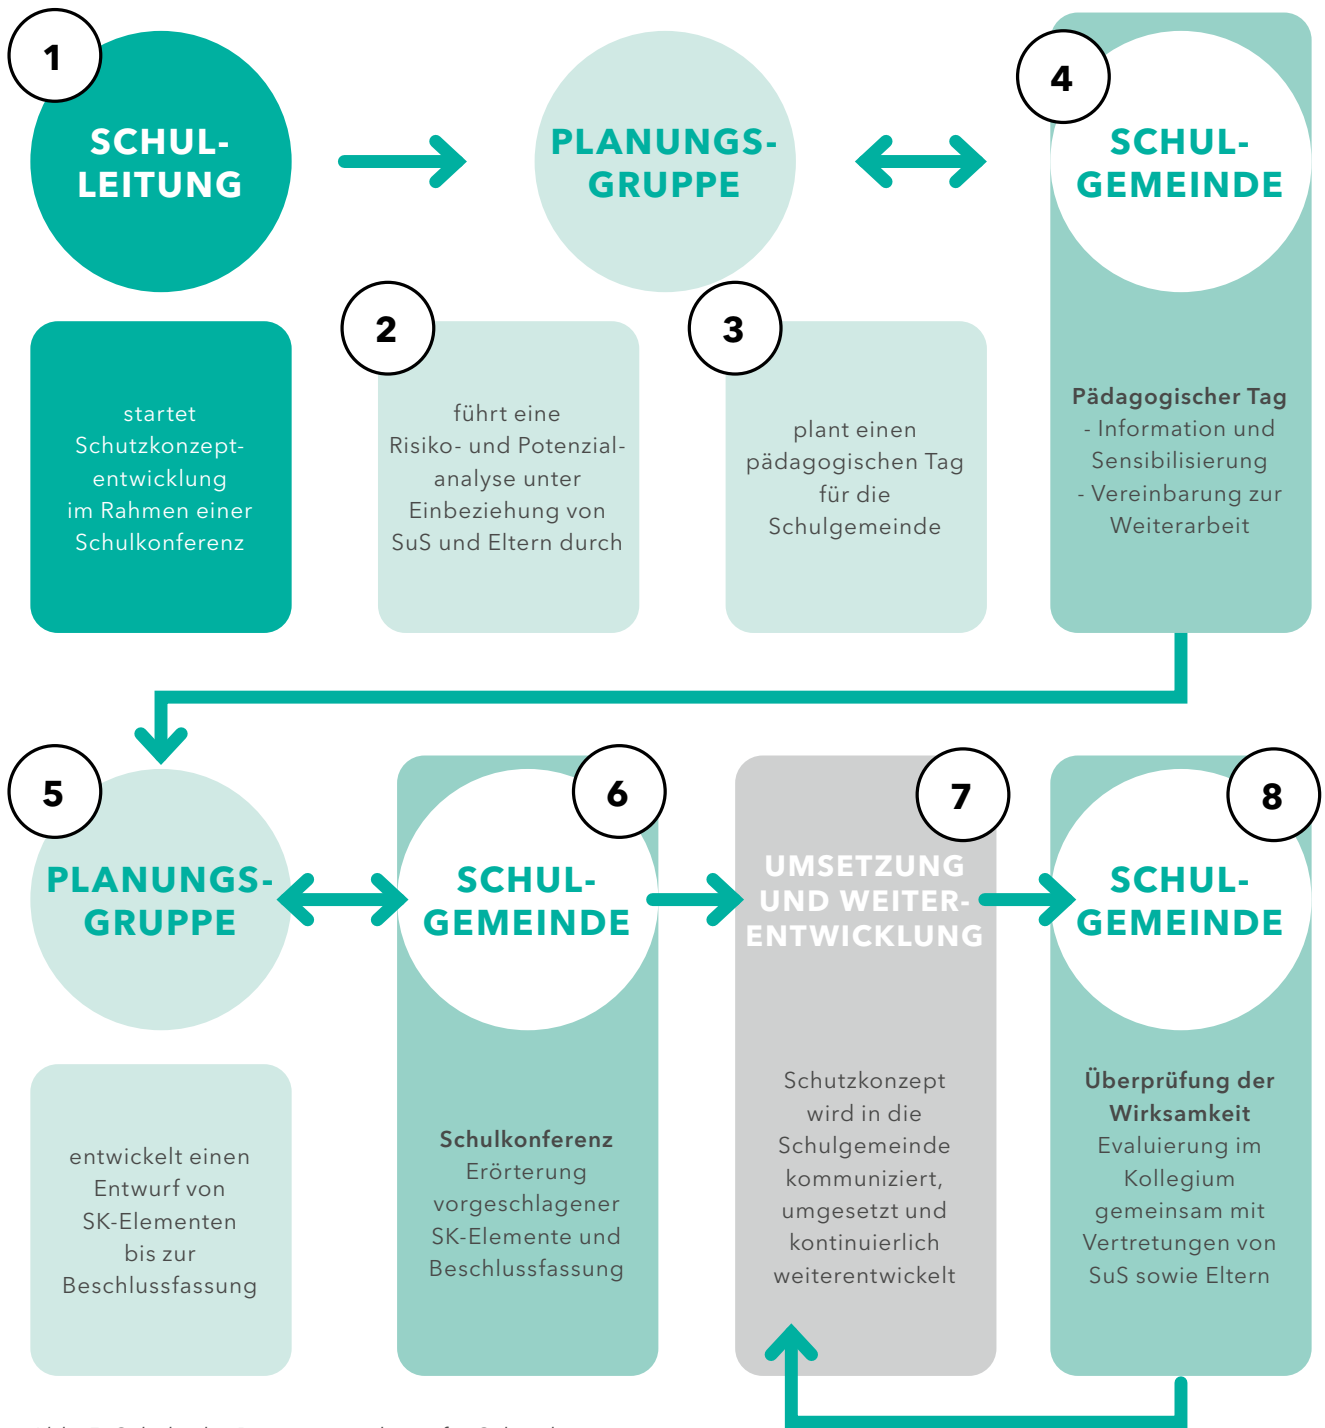 1
SCHUL-
LEITUNG
startet
Schutzkonzept-
entwicklung
im Rahmen einer
Schulkonferenz
PLANUNGS-
GRUPPE
2
führt eine
Risiko- und Potenzial-
analyse unter
Einbeziehung von
SuS und Eltern durch
3
plant einen
pädagogischen Tag
für die
Schulgemeinde
4
SCHUL-
GEMEINDE
Pädagogischer Tag
- Information und
Sensibilisierung
- Vereinbarung zur
Weiterarbeit
5
PLANUNGS-
GRUPPE
entwickelt einen
Entwurf von
SK-Elementen
bis zur
Beschlussfassung
6
SCHUL-
GEMEINDE
Schulkonferenz
Erörterung
vorgeschlagener
SK-Elemente und
Beschlussfassung
7
UMSETZUNG
UND WEITER-
ENTWICKLUNG
Schutzkonzept
wird in die
Schulgemeinde
kommuniziert,
umgesetzt und
kontinuierlich
weiterentwickelt
8
SCHUL-
GEMEINDE
Überprüfung der
Wirksamkeit
Evaluierung im
Kollegium
gemeinsam mit
Vertretungen von
SuS sowie Eltern